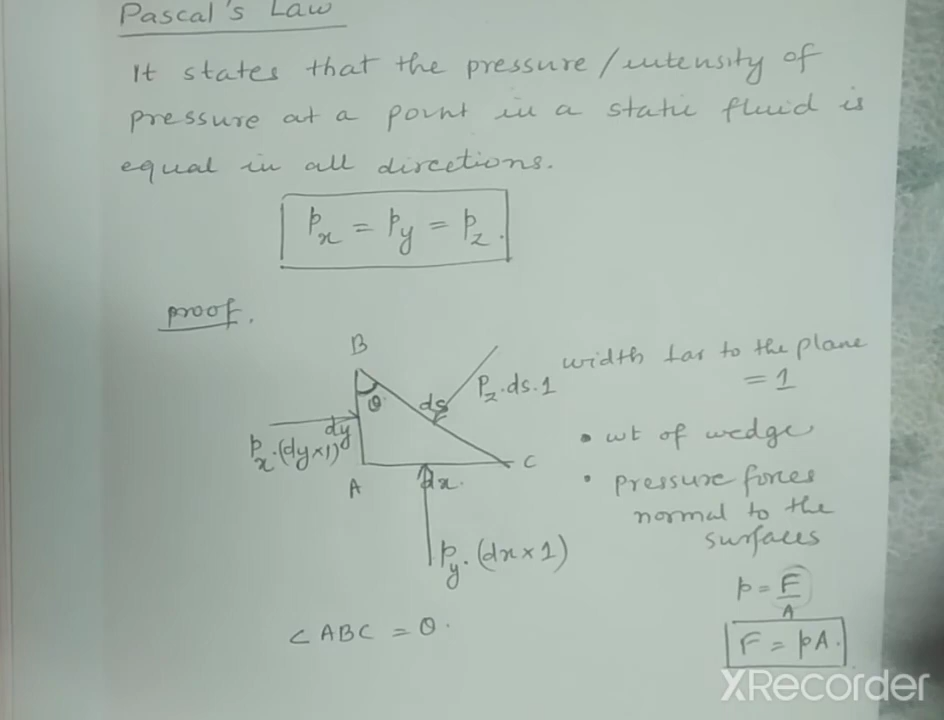 Pascal's Law
It states that the pressure/intensity of
pressure at a point in a static fluid is
equal in all directions.
Px = Py = Pz.
proof.
B
θ
ds
Pz.ds.1
width far to the plane
= 1
dy
Px.(dy×1)
C
A
dx.
Py.(dx×1)
• wt of wedge
• pressure forces
normal to the
surfaces
p = F/A
F = pA.
∠ABC = θ.
XRecorder